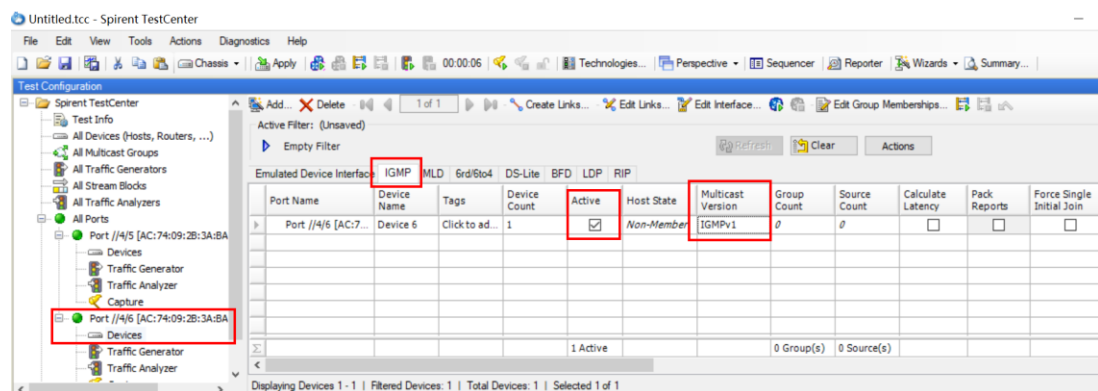 Untitled.tcc - Spirent TestCenter
File Edit View Tools Actions Diagnostics Help
Chassis Apply 00:00:06 Technologies... Perspective Sequencer Reporter Wizards Summary...
Test Configuration
Spirent TestCenter
Test Info
All Devices (Hosts, Routers, ...)
All Multicast Groups
All Traffic Generators
All Stream Blocks
All Traffic Analyzers
All Ports
Port //4/5 [AC:74:09:2B:3A:BA
Devices
Traffic Generator
Traffic Analyzer
Capture
Port //4/6 [AC:74:09:2B:3A:BA
Devices
Traffic Generator
Traffic Analyzer
Add... Delete 1 of 1 Create Links... Edit Links... Edit Interface... Edit Group Memberships...
Active Filter: (Unsaved)
Empty Filter Refresh Clear Actions
Emulated Device Interface IGMP MLD 6rd/6to4 DS-Lite BFD LDP RIP
Port Name Device Name Tags Device Count Active Host State Multicast Version Group Count Source Count Calculate Latency Pack Reports Force Single Initial Join
Port //4/6 [AC:7... Device 6 Click to ad... 1 Non-Member IGMPv1 0 0
Σ 1 Active 0 Group(s) 0 Source(s)
Displaying Devices 1 - 1 | Filtered Devices: 1 | Total Devices: 1 | Selected 1 of 1